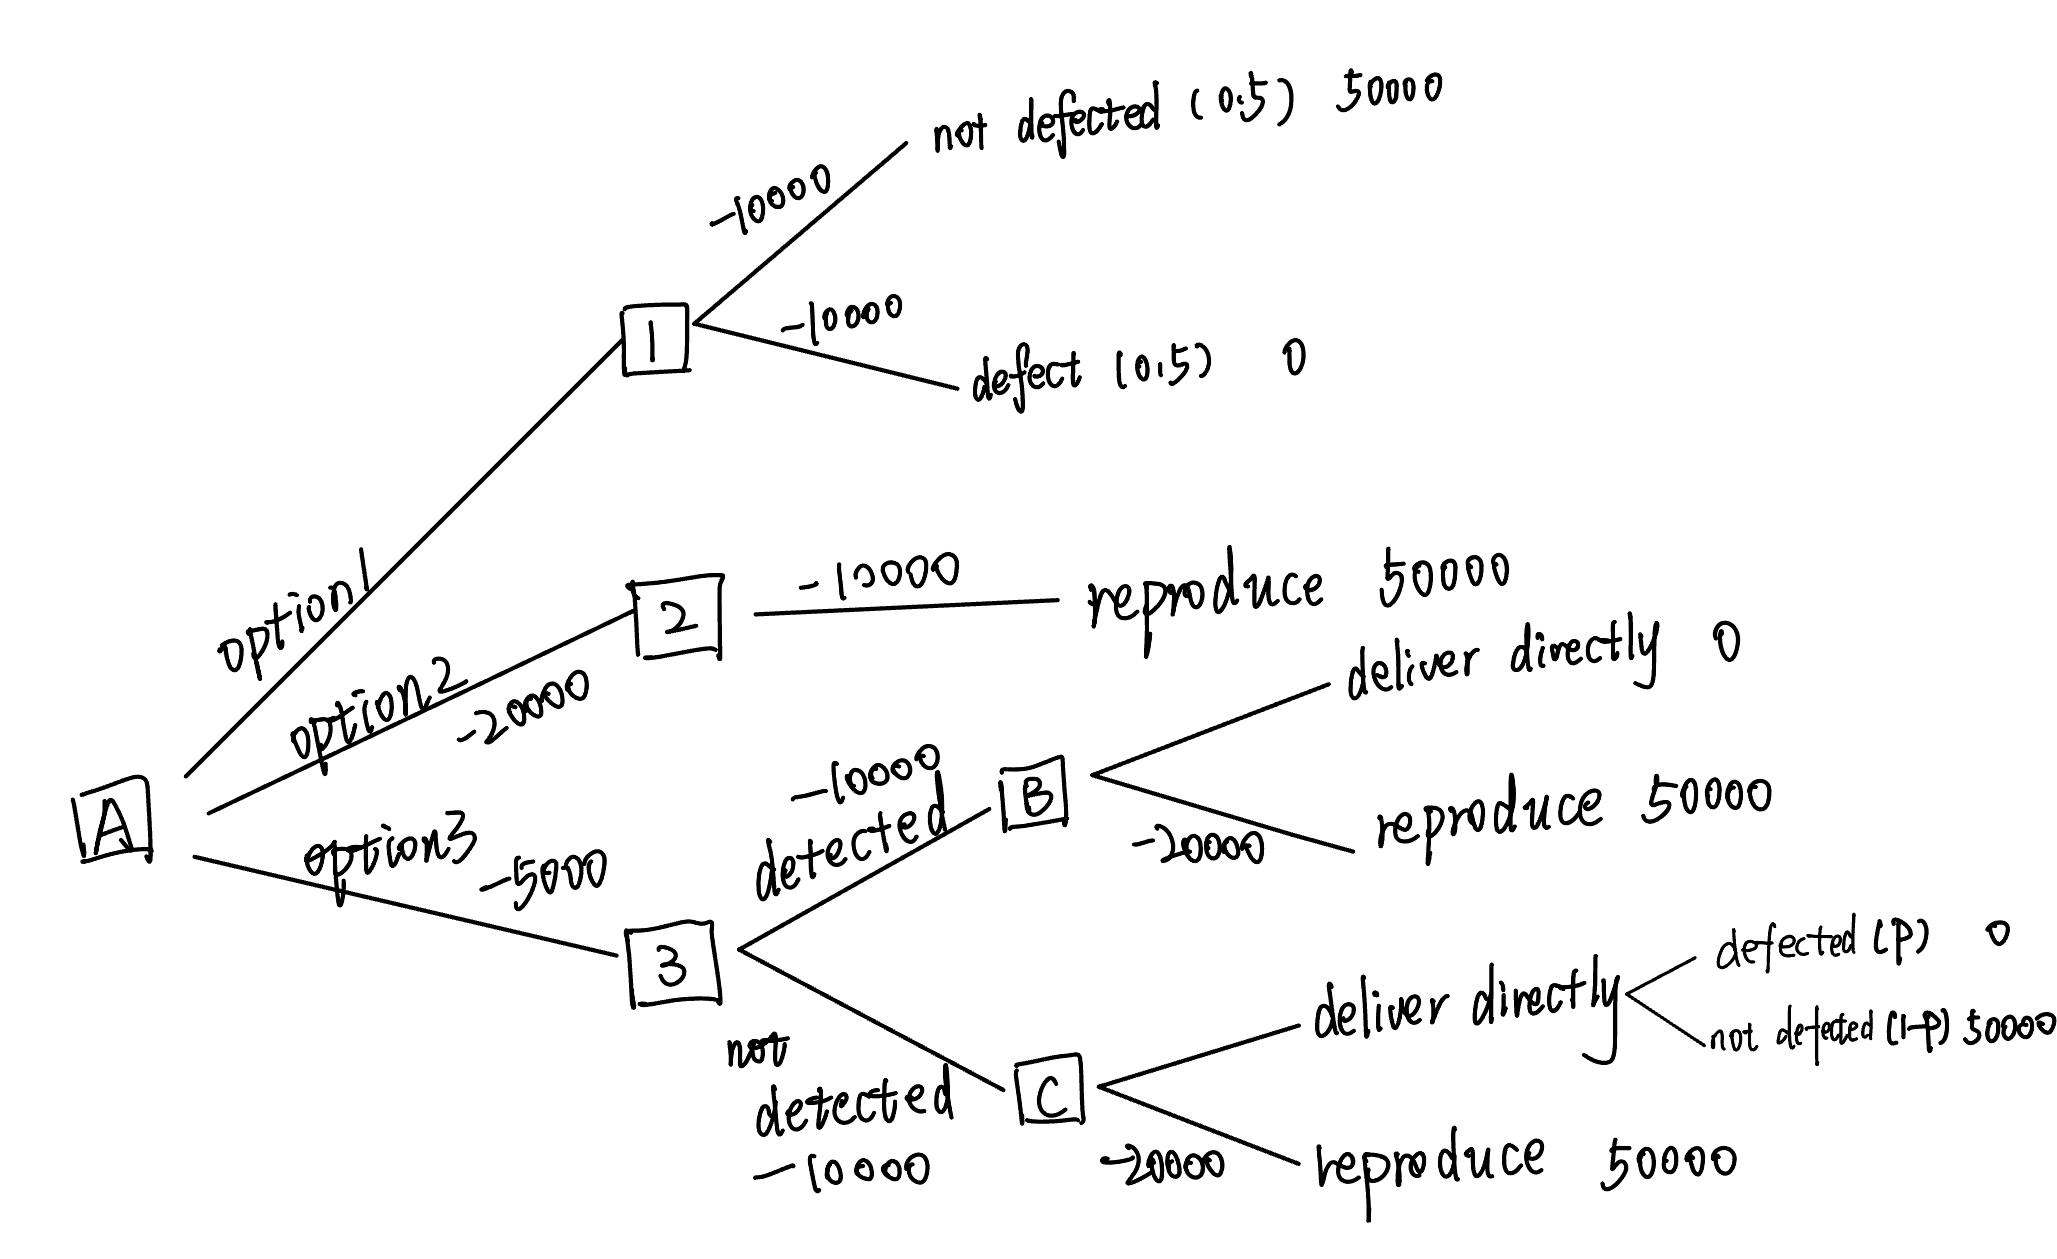 not defected (0.5) 50000
-10000
-10000
1
defect (0.5) 0
option1
-10000
reproduce 50000
2
deliver directly 0
option2
-20000
-10000
detected
B
reproduce 50000
-20000
A
option3
-5000
3
defected (P) 0
deliver directly
not defected (1-P) 50000
not
detected
-10000
C
-20000
reproduce 50000